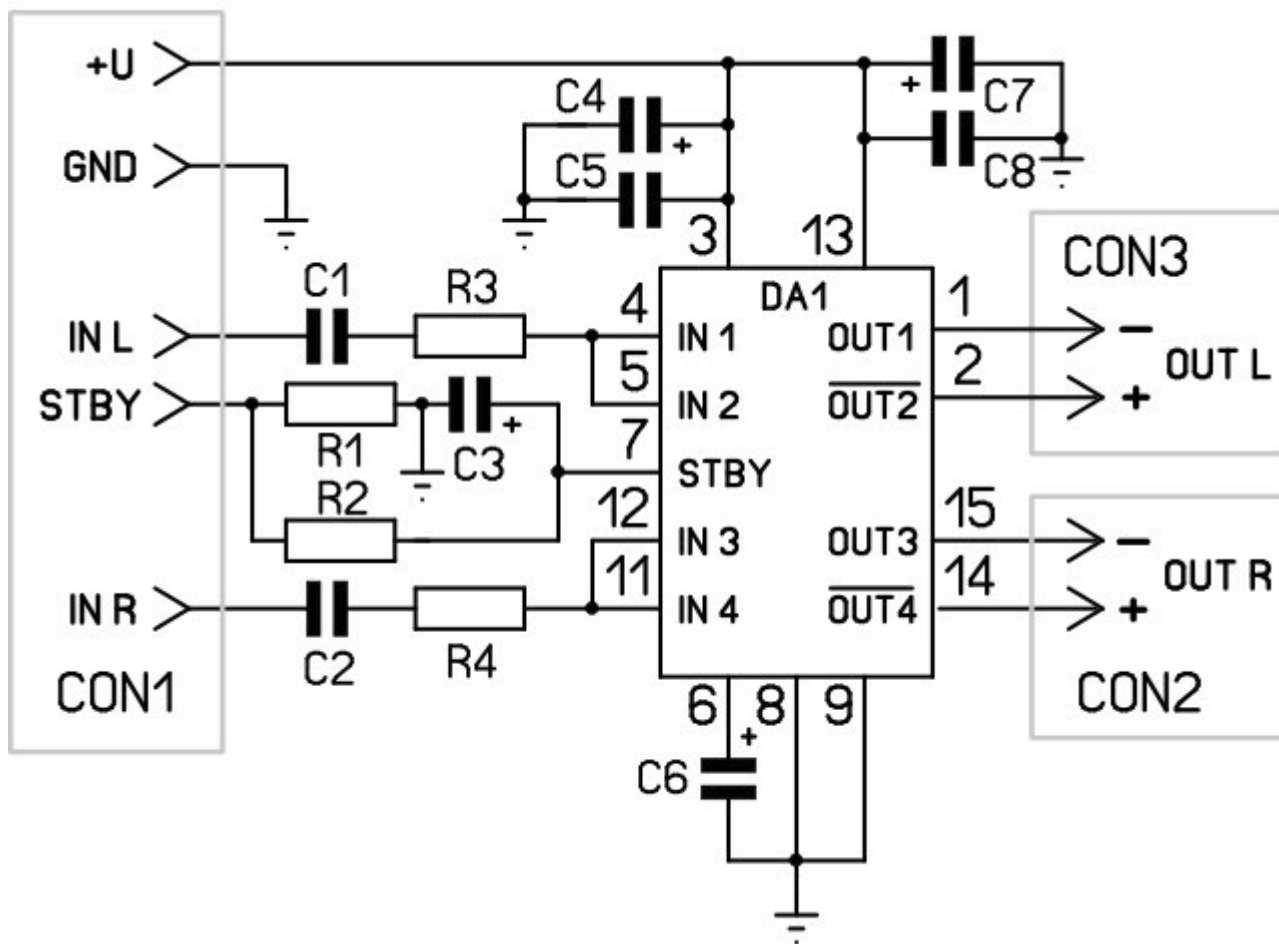 +U
GND
IN L
STBY
IN R
CON1
C4
+
C5
+
C7
C8
3
13
C1
R3
R1
C3
+
R2
C2
R4
4
5
7
12
11
DA1
IN 1
IN 2
STBY
IN 3
IN 4
OUT1
OUT2
OUT3
OUT4
1
2
15
14
6
8
9
C6
+
CON3
−
OUT L
+
−
OUT R
+
CON2